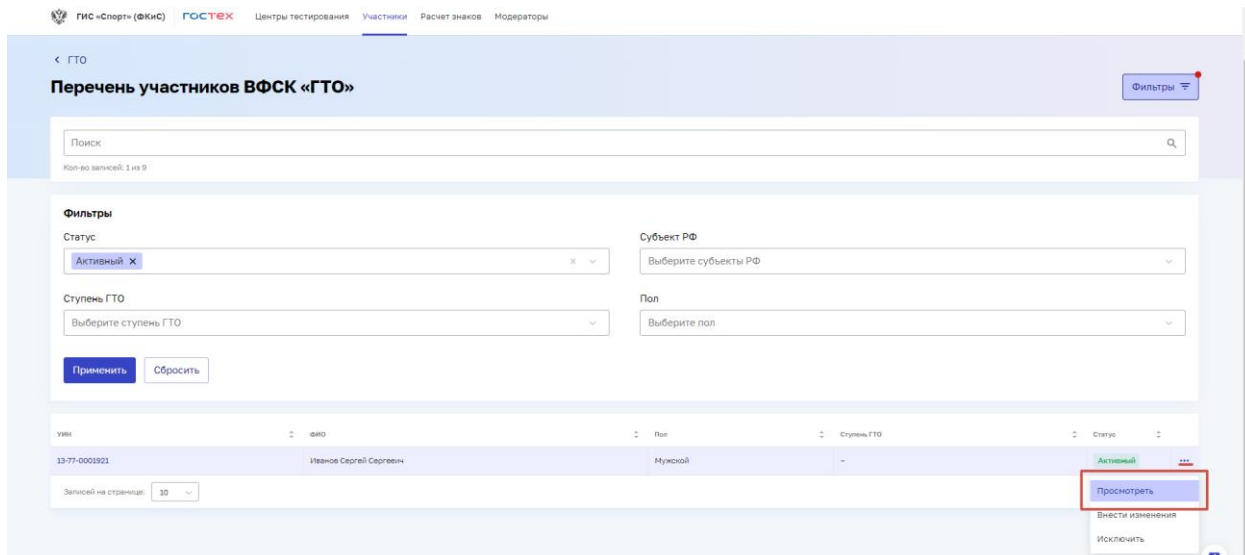 ГИС «Спорт» (ФКиС) ГОСТЕХ Центры тестирования Участники Расчет знаков Модераторы
ГТО
Перечень участников ВФСК «ГТО»
Фильтры
Поиск
Кол-во записей: 1 из 9
Фильтры
Статус Субъект РФ
Активный Выберите субъекты РФ
Ступень ГТО Пол
Выберите ступень ГТО Выберите пол
Применить Сбросить
УИН ФИО Пол Ступень ГТО Статус
13-77-0001921 Иванов Сергей Сергеевич Мужской – Активный ...
Записей на странице: 10
Просмотреть
Внести изменения
Исключить